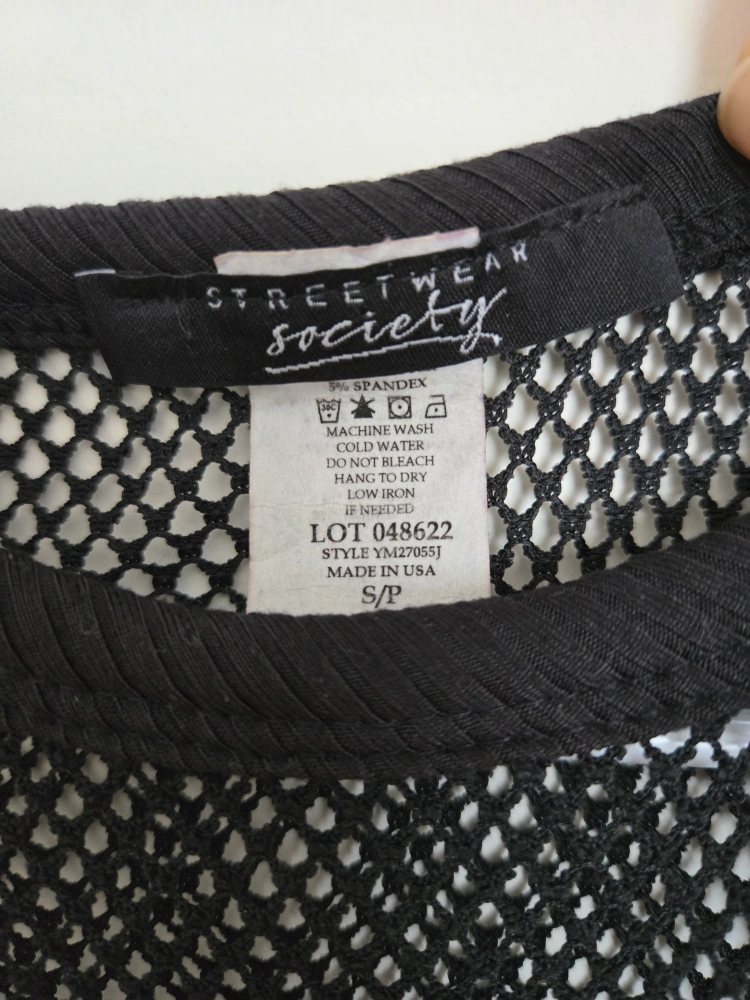 STREETWEAR
society
5% SPANDEX
30C
MACHINE WASH
COLD WATER
DO NOT BLEACH
HANG TO DRY
LOW IRON
IF NEEDED
LOT 048622
STYLE YM27055J
MADE IN USA
S/P